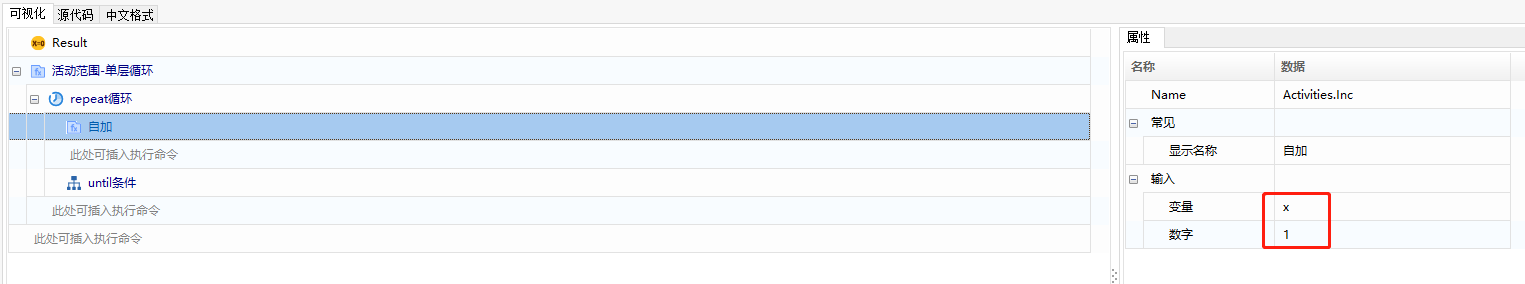 可视化 源代码 中文格式
Result
活动范围-单层循环
repeat循环
自加
此处可插入执行命令
until条件
此处可插入执行命令
此处可插入执行命令
属性
名称 数据
Name Activities.Inc
常见
显示名称 自加
输入
变量 x
数字 1